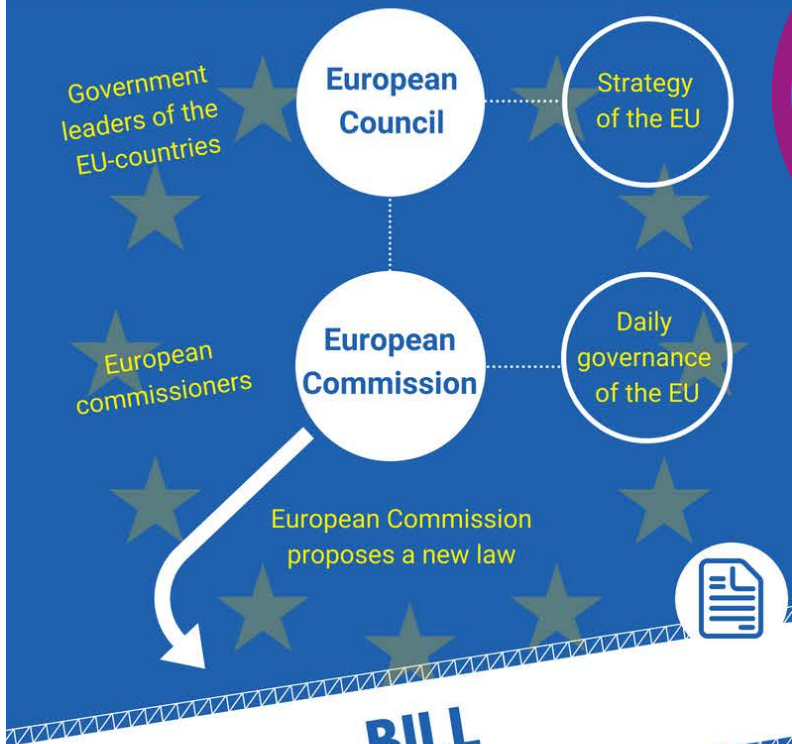 Government
leaders of the
EU-countries
European
Council
Strategy
of the EU
European
commissioners
European
Commission
Daily
governance
of the EU
European Commission
proposes a new law
BILL